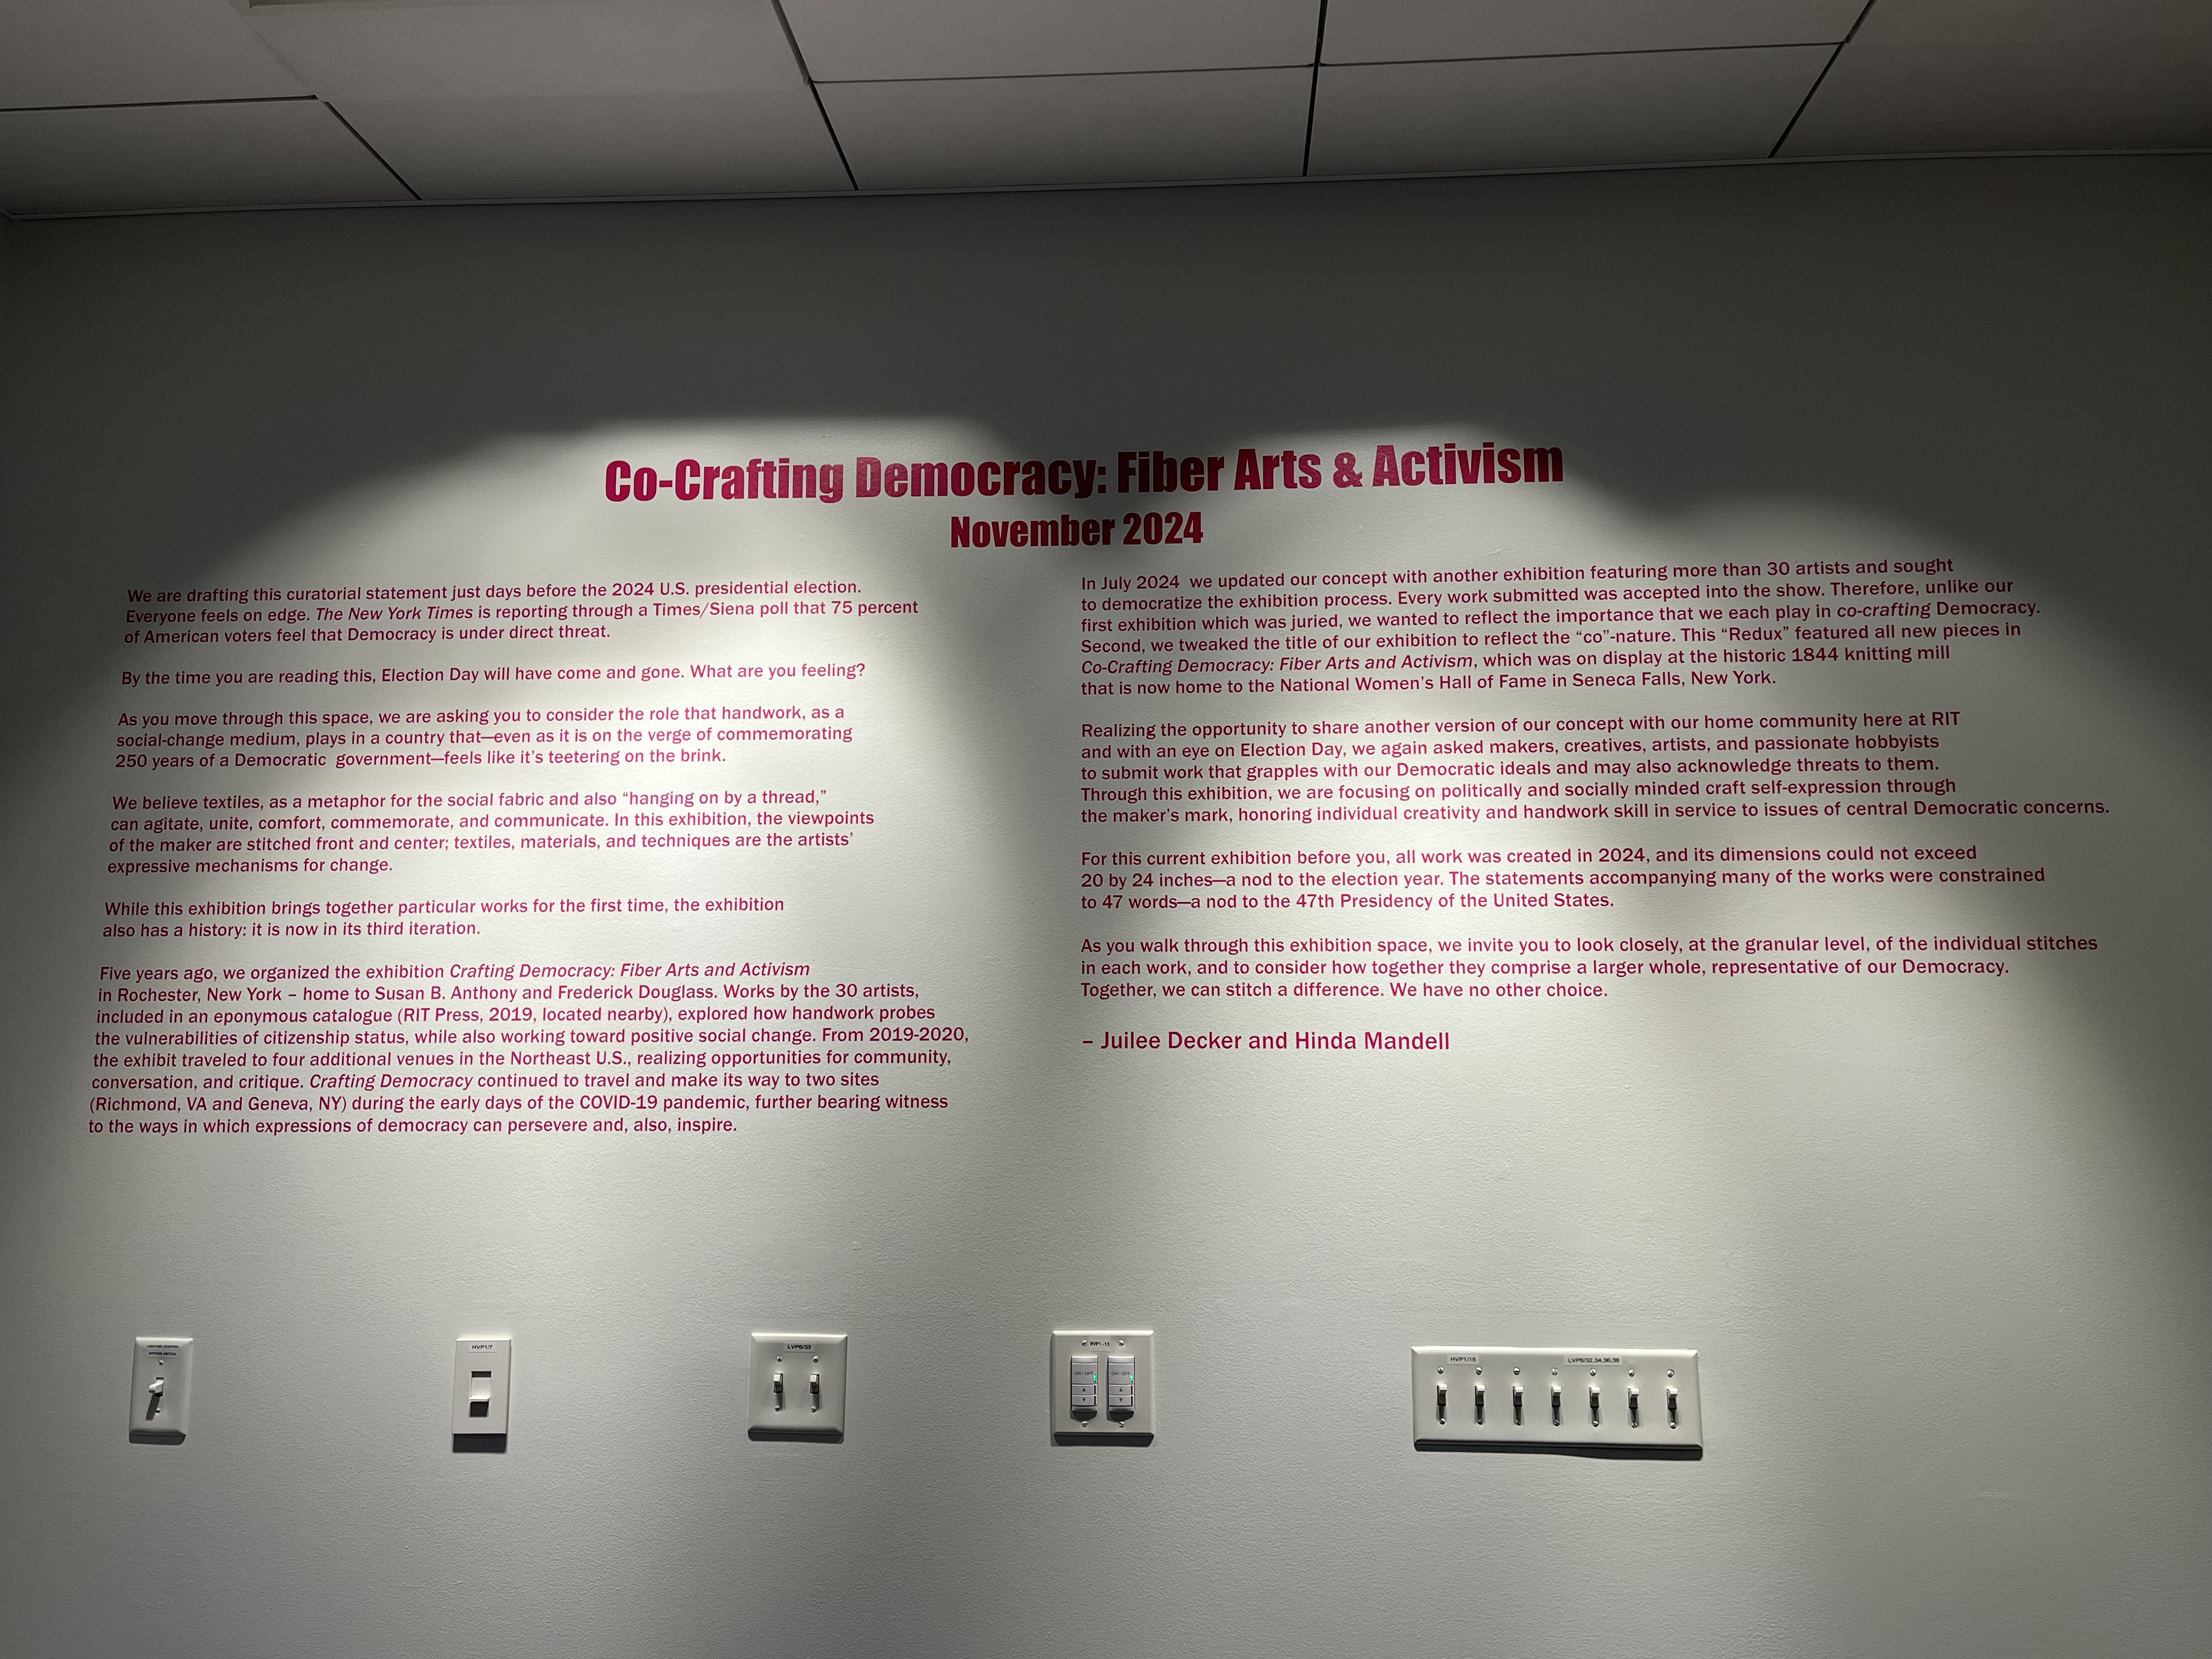 Co-Crafting Democracy: Fiber Arts & Activism
November 2024
We are drafting this curatorial statement just days before the 2024 U.S. presidential election.
Everyone feels on edge. The New York Times is reporting through a Times/Siena poll that 75 percent
of American voters feel that Democracy is under direct threat.
By the time you are reading this, Election Day will have come and gone. What are you feeling?
As you move through this space, we are asking you to consider the role that handwork, as a
social-change medium, plays in a country that—even as it is on the verge of commemorating
250 years of a Democratic government—feels like it’s teetering on the brink.
We believe textiles, as a metaphor for the social fabric and also “hanging on by a thread,”
can agitate, unite, comfort, commemorate, and communicate. In this exhibition, the viewpoints
of the maker are stitched front and center; textiles, materials, and techniques are the artists’
expressive mechanisms for change.
While this exhibition brings together particular works for the first time, the exhibition
also has a history: it is now in its third iteration.
Five years ago, we organized the exhibition Crafting Democracy: Fiber Arts and Activism
in Rochester, New York – home to Susan B. Anthony and Frederick Douglass. Works by the 30 artists,
included in an eponymous catalogue (RIT Press, 2019, located nearby), explored how handwork probes
the vulnerabilities of citizenship status, while also working toward positive social change. From 2019-2020,
the exhibit traveled to four additional venues in the Northeast U.S., realizing opportunities for community,
conversation, and critique. Crafting Democracy continued to travel and make its way to two sites
(Richmond, VA and Geneva, NY) during the early days of the COVID-19 pandemic, further bearing witness
to the ways in which expressions of democracy can persevere and, also, inspire.
In July 2024 we updated our concept with another exhibition featuring more than 30 artists and sought
to democratize the exhibition process. Every work submitted was accepted into the show. Therefore, unlike our
first exhibition which was juried, we wanted to reflect the importance that we each play in co-crafting Democracy.
Second, we tweaked the title of our exhibition to reflect the “co”-nature. This “Redux” featured all new pieces in
Co-Crafting Democracy: Fiber Arts and Activism, which was on display at the historic 1844 knitting mill
that is now home to the National Women’s Hall of Fame in Seneca Falls, New York.
Realizing the opportunity to share another version of our concept with our home community here at RIT
and with an eye on Election Day, we again asked makers, creatives, artists, and passionate hobbyists
to submit work that grapples with our Democratic ideals and may also acknowledge threats to them.
Through this exhibition, we are focusing on politically and socially minded craft self-expression through
the maker’s mark, honoring individual creativity and handwork skill in service to issues of central Democratic concerns.
For this current exhibition before you, all work was created in 2024, and its dimensions could not exceed
20 by 24 inches—a nod to the election year. The statements accompanying many of the works were constrained
to 47 words—a nod to the 47th Presidency of the United States.
As you walk through this exhibition space, we invite you to look closely, at the granular level, of the individual stitches
in each work, and to consider how together they comprise a larger whole, representative of our Democracy.
Together, we can stitch a difference. We have no other choice.
– Juilee Decker and Hinda Mandell
LIGHTING CONTROL
BYPASS SWITCH
HVP1/7
LVP6/33
HVP1-15
ON / OFF
ON / OFF
HVP1/15
LVP6/32,34,36,38